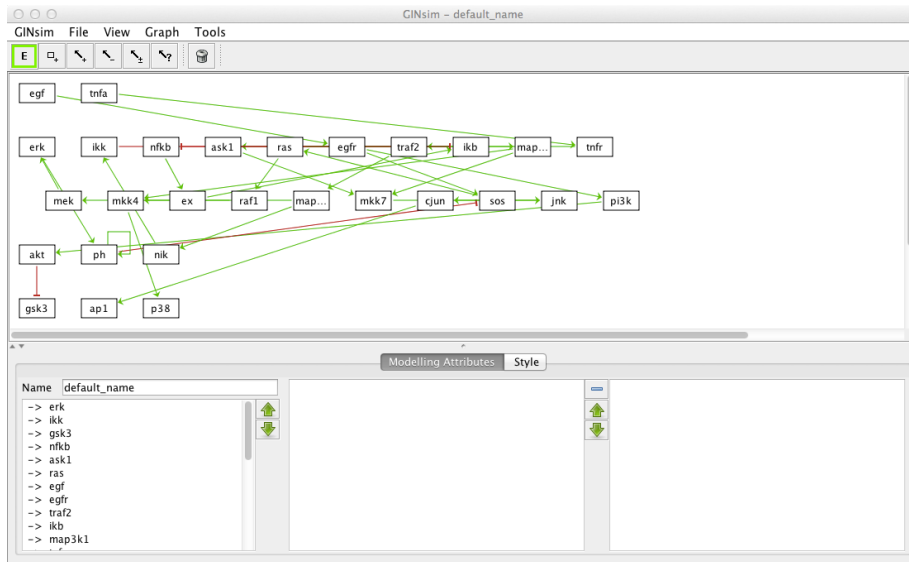 GINsim - default_name
GINsim File View Graph Tools
E
egf tnfa
erk ikk nfkb ask1 ras egfr traf2 ikb map... tnfr
mek mkk4 ex raf1 map... mkk7 cjun sos jnk pi3k
akt ph nik
gsk3 ap1 p38
Modelling Attributes Style
Name default_name
-> erk
-> ikk
-> gsk3
-> nfkb
-> ask1
-> ras
-> egf
-> egfr
-> traf2
-> ikb
-> map3k1